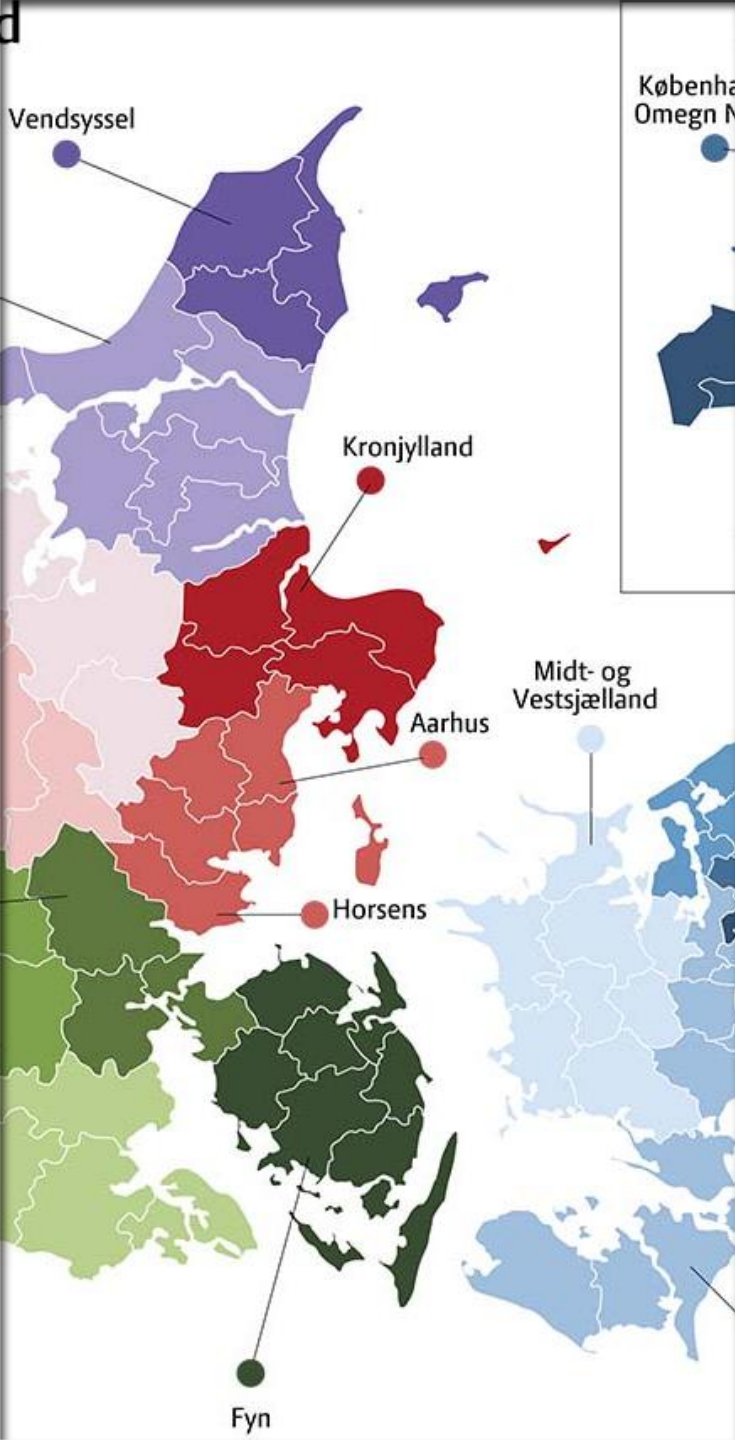 d
Københa
Omegn N
Vendsyssel
Kronjylland
Midt- og
Vestsjælland
Aarhus
Horsens
Fyn